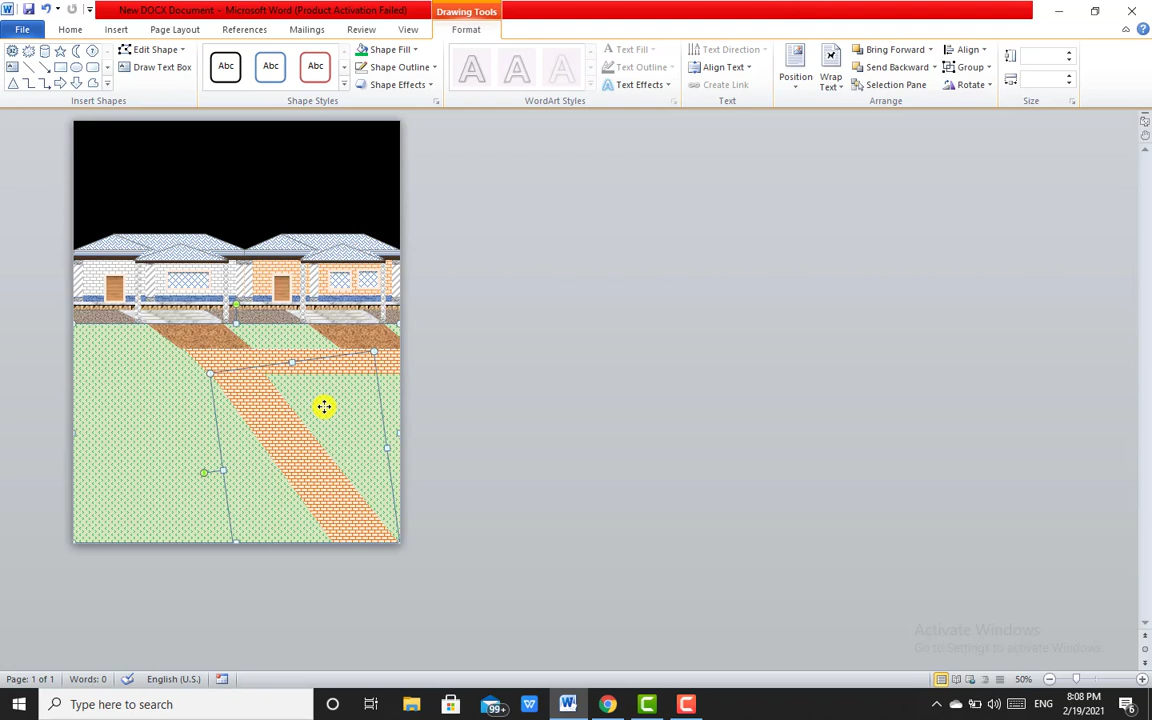 New DOCX Document - Microsoft Word (Product Activation Failed)
Drawing Tools
File
Home
Insert
Page Layout
References
Mailings
Review
View
Format
Edit Shape
Draw Text Box
Insert Shapes
Abc
Abc
Abc
Shape Fill
Shape Outline
Shape Effects
Shape Styles
Text Fill
Text Outline
Text Effects
WordArt Styles
Text Direction
Align Text
Create Link
Text
Position
Wrap Text
Bring Forward
Send Backward
Selection Pane
Align
Group
Rotate
Arrange
Size
Activate Windows
Go to Settings to activate Windows.
Page: 1 of 1
Words: 0
English (U.S.)
50%
Type here to search
99+
ENG
8:08 PM
2/19/2021
6